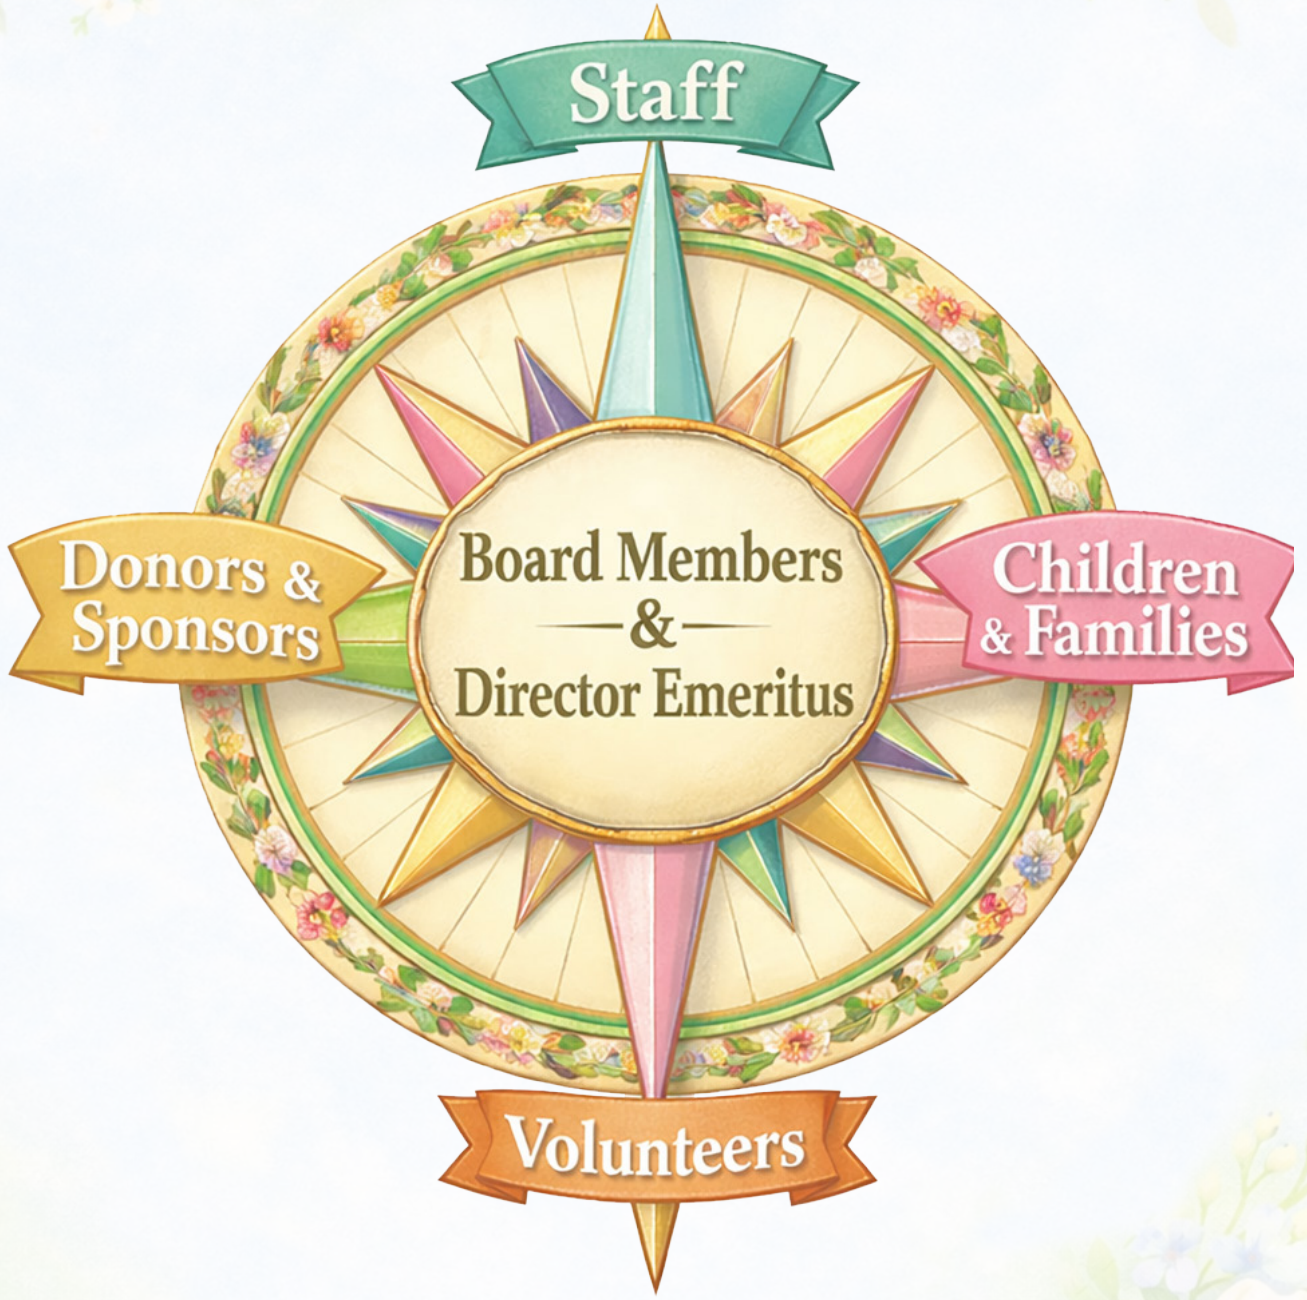 Staff
Donors &
Sponsors
Board Members
&
Director Emeritus
Children
& Families
Volunteers